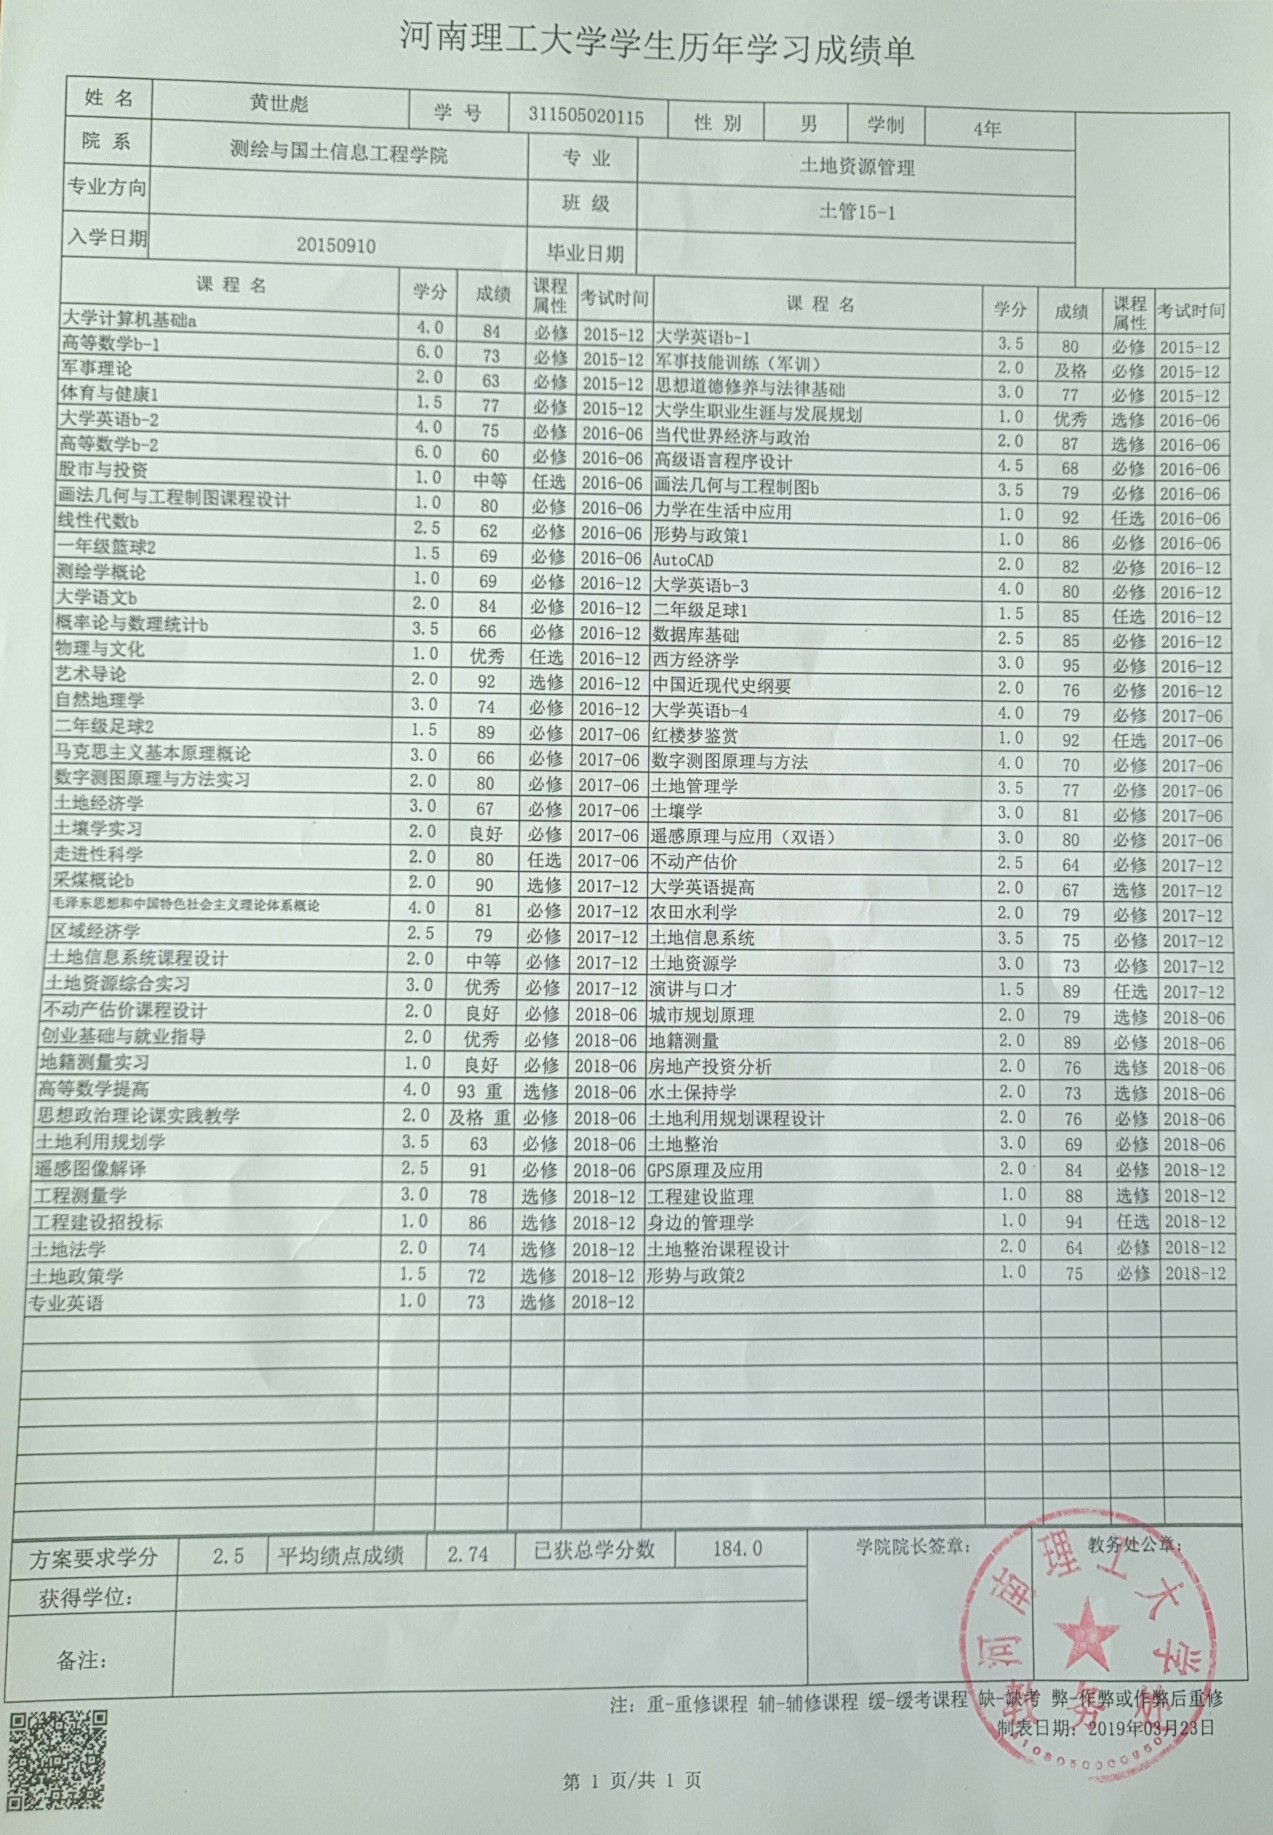 河南理工大学学生历年学习成绩单
姓 名 黄世彪 学 号 311505020115 性 别 男 学制 4年
院 系 测绘与国土信息工程学院 专 业 土地资源管理
专业方向 班 级 土管15-1
入学日期 20150910 毕业日期
课 程 名 学分 成绩 课程属性 考试时间 课 程 名 学分 成绩 课程属性 考试时间
大学计算机基础a 4.0 84 必修 2015-12 大学英语b-1 3.5 80 必修 2015-12
高等数学b-1 6.0 73 必修 2015-12 军事技能训练（军训） 2.0 及格 必修 2015-12
军事理论 2.0 63 必修 2015-12 思想道德修养与法律基础 3.0 77 必修 2015-12
体育与健康1 1.5 77 必修 2015-12 大学生职业生涯与发展规划 1.0 优秀 选修 2016-06
大学英语b-2 4.0 75 必修 2016-06 当代世界经济与政治 2.0 87 选修 2016-06
高等数学b-2 6.0 60 必修 2016-06 高级语言程序设计 4.5 68 必修 2016-06
股市与投资 1.0 中等 任选 2016-06 画法几何与工程制图b 3.5 79 必修 2016-06
画法几何与工程制图课程设计 1.0 80 必修 2016-06 力学在生活中应用 1.0 92 任选 2016-06
线性代数b 2.5 62 必修 2016-06 形势与政策1 1.0 86 必修 2016-06
一年级篮球2 1.5 69 必修 2016-06 AutoCAD 2.0 82 必修 2016-12
测绘学概论 1.0 69 必修 2016-12 大学英语b-3 4.0 80 必修 2016-12
大学语文b 2.0 84 必修 2016-12 二年级足球1 1.5 85 任选 2016-12
概率论与数理统计b 3.5 66 必修 2016-12 数据库基础 2.5 85 必修 2016-12
物理与文化 1.0 优秀 任选 2016-12 西方经济学 3.0 95 必修 2016-12
艺术导论 2.0 92 选修 2016-12 中国近现代史纲要 2.0 76 必修 2016-12
自然地理学 3.0 74 必修 2016-12 大学英语b-4 4.0 79 必修 2017-06
二年级足球2 1.5 89 必修 2017-06 红楼梦鉴赏 1.0 92 任选 2017-06
马克思主义基本原理概论 3.0 66 必修 2017-06 数字测图原理与方法 4.0 70 必修 2017-06
数字测图原理与方法实习 2.0 80 必修 2017-06 土地管理学 3.5 77 必修 2017-06
土地经济学 3.0 67 必修 2017-06 土壤学 3.0 81 必修 2017-06
土壤学实习 2.0 良好 必修 2017-06 遥感原理与应用（双语） 3.0 80 必修 2017-06
走进性科学 2.0 80 任选 2017-06 不动产估价 2.5 64 必修 2017-12
采煤概论b 2.0 90 选修 2017-12 大学英语提高 2.0 67 选修 2017-12
毛泽东思想和中国特色社会主义理论体系概论 4.0 81 必修 2017-12 农田水利学 2.0 79 必修 2017-12
区域经济学 2.5 79 必修 2017-12 土地信息系统 3.5 75 必修 2017-12
土地信息系统课程设计 2.0 中等 必修 2017-12 土地资源学 3.0 73 必修 2017-12
土地资源综合实习 3.0 优秀 必修 2017-12 演讲与口才 1.5 89 任选 2017-12
不动产估价课程设计 2.0 良好 必修 2018-06 城市规划原理 2.0 79 选修 2018-06
创业基础与就业指导 2.0 优秀 必修 2018-06 地籍测量 2.0 89 必修 2018-06
地籍测量实习 1.0 良好 必修 2018-06 房地产投资分析 2.0 76 选修 2018-06
高等数学提高 4.0 93 重 选修 2018-06 水土保持学 2.0 73 选修 2018-06
思想政治理论课实践教学 2.0 及格 重 必修 2018-06 土地利用规划课程设计 2.0 76 必修 2018-06
土地利用规划学 3.5 63 必修 2018-06 土地整治 3.0 69 必修 2018-06
遥感图像解译 2.5 91 必修 2018-06 GPS原理及应用 2.0 84 必修 2018-12
工程测量学 3.0 78 选修 2018-12 工程建设监理 1.0 88 选修 2018-12
工程建设招投标 1.0 86 选修 2018-12 身边的管理学 1.0 94 任选 2018-12
土地法学 2.0 74 选修 2018-12 土地整治课程设计 2.0 64 必修 2018-12
土地政策学 1.5 72 选修 2018-12 形势与政策2 1.0 75 必修 2018-12
专业英语 1.0 73 选修 2018-12
方案要求学分 2.5 平均绩点成绩 2.74 已获总学分数 184.0 学院院长签章： 教务处公章：
获得学位：
备注：
河南理工大学
教务处
注：重-重修课程 辅-辅修课程 缓-缓考课程 缺-缺考 弊-作弊或作弊后重修
制表日期：2019年03月23日
第 1 页/共 1 页